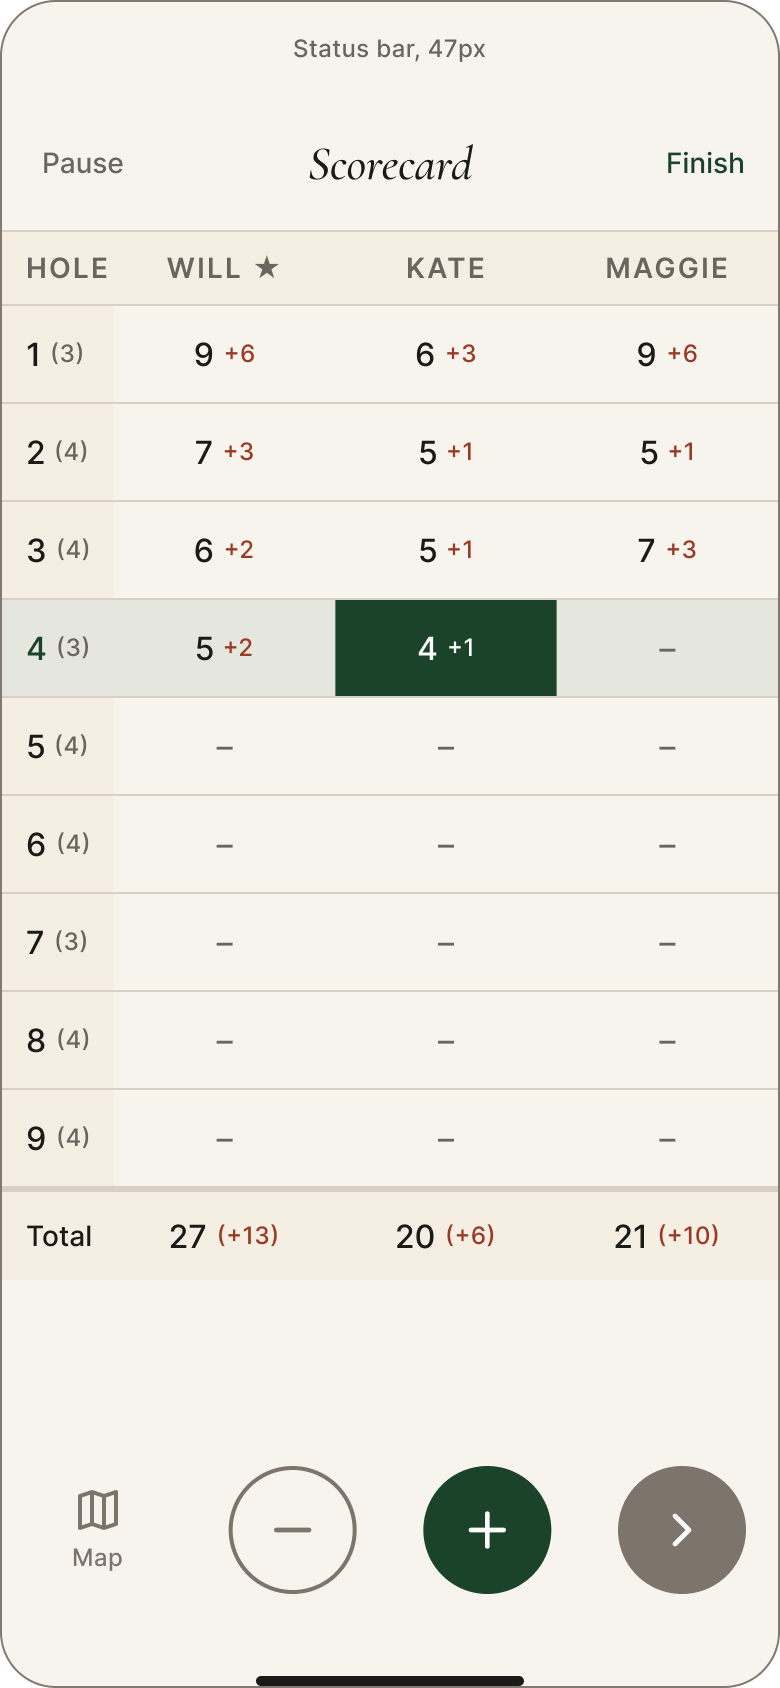 Status bar, 47px
Pause Scorecard Finish
HOLE WILL ★ KATE MAGGIE
1 (3) 9 +6 6 +3 9 +6
2 (4) 7 +3 5 +1 5 +1
3 (4) 6 +2 5 +1 7 +3
4 (3) 5 +2 4 +1 –
5 (4) – – –
6 (4) – – –
7 (3) – – –
8 (4) – – –
9 (4) – – –
Total 27 (+13) 20 (+6) 21 (+10)
Map